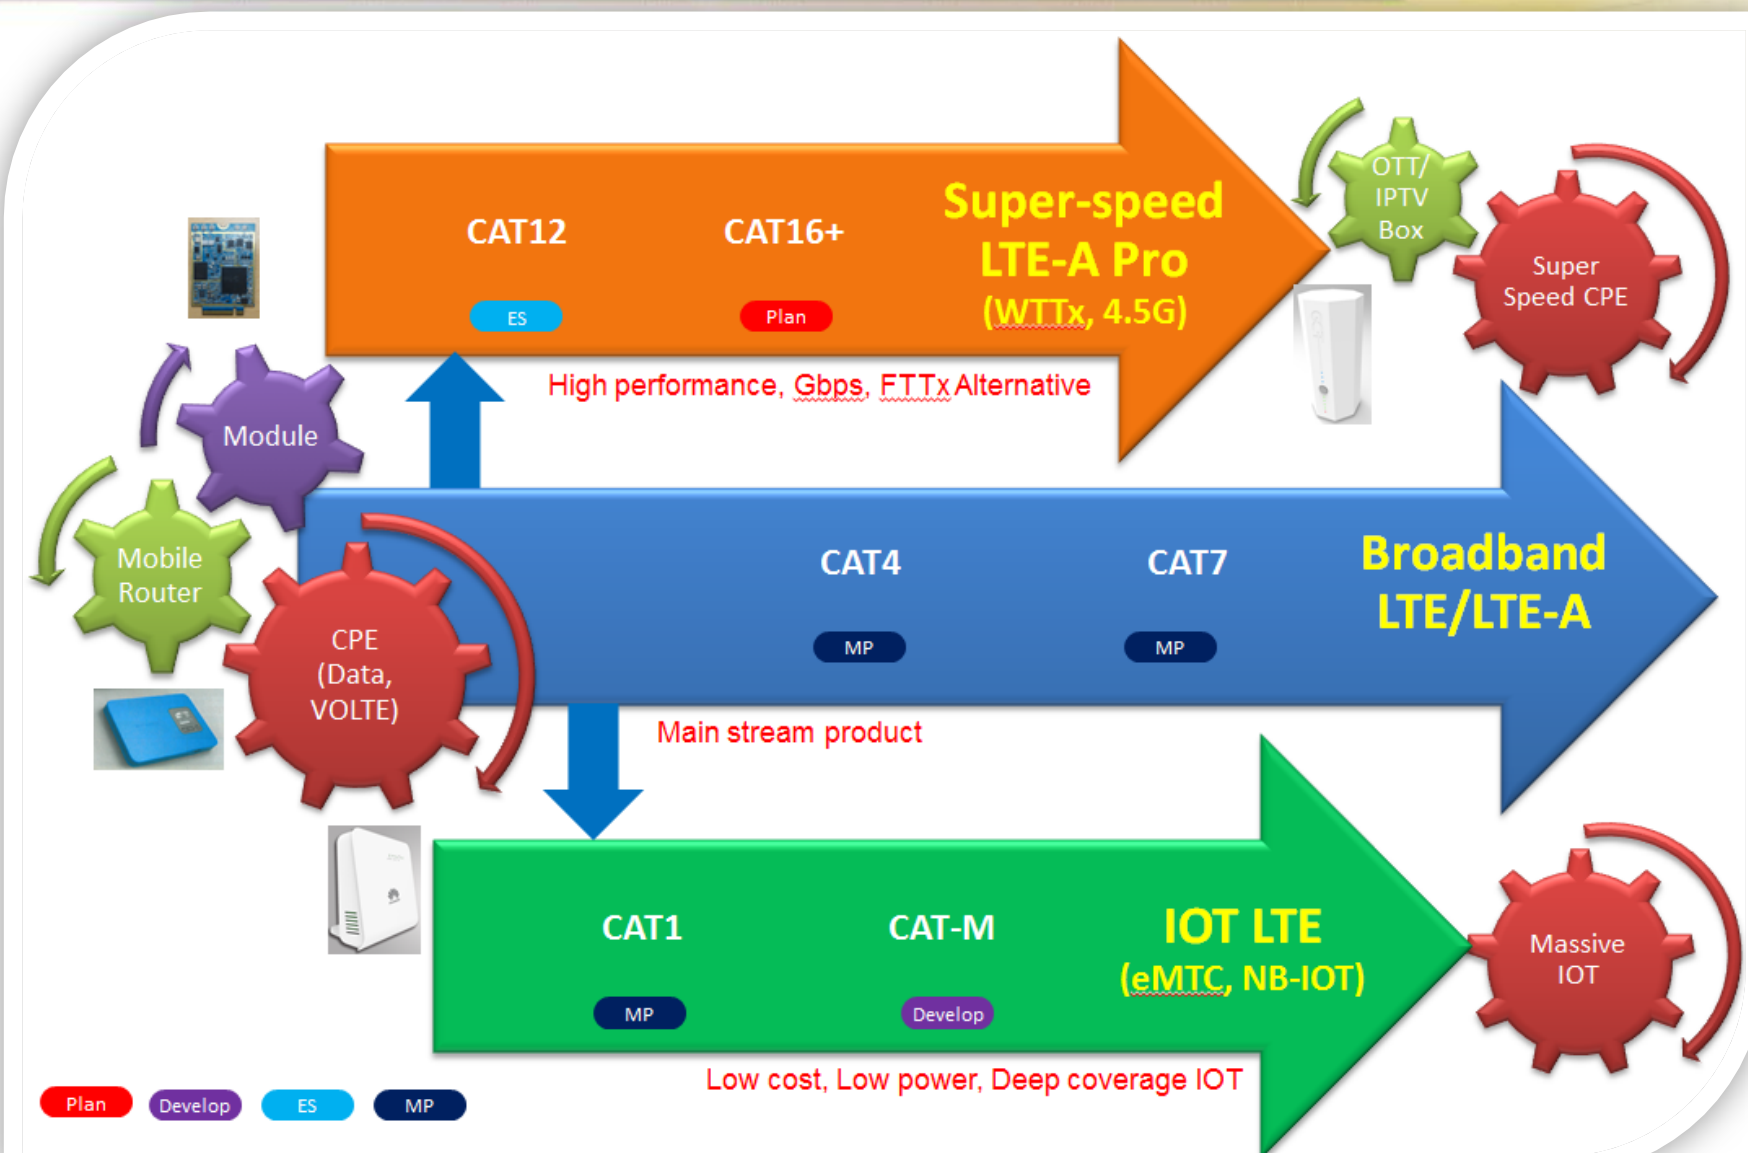 CAT12
CAT16+
Super-speed
LTE-A Pro
(WTTx, 4.5G)
ES
Plan
High performance, Gbps, FTTx Alternative
OTT/
IPTV
Box
Super
Speed CPE
Module
Mobile
Router
CPE
(Data,
VOLTE)
CAT4
CAT7
Broadband
LTE/LTE-A
MP
MP
Main stream product
CAT1
CAT-M
IOT LTE
(eMTC, NB-IOT)
MP
Develop
Massive
IOT
Low cost, Low power, Deep coverage IOT
Plan
Develop
ES
MP